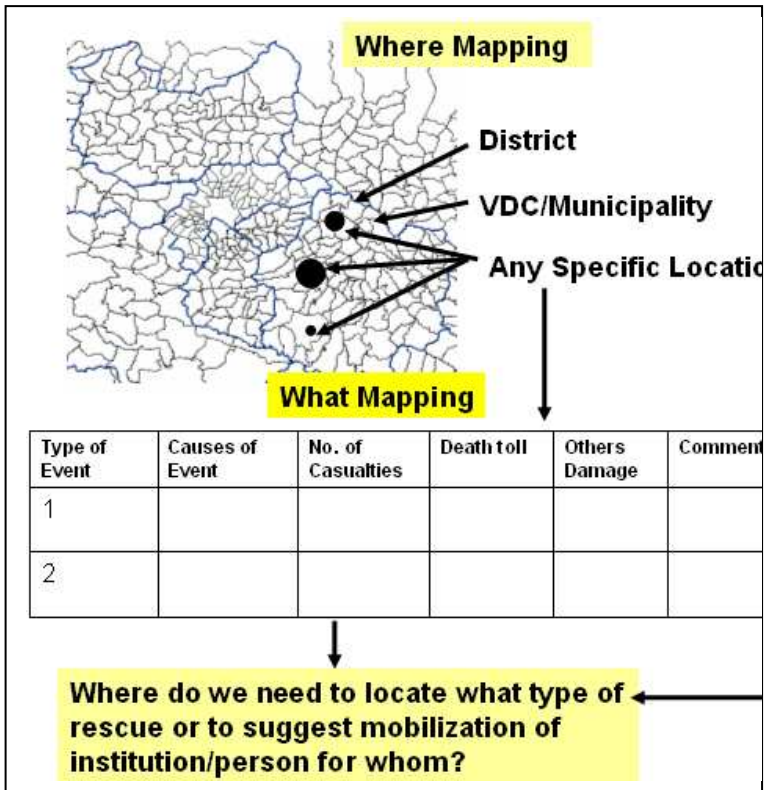 Where Mapping
District
VDC/Municipality
Any Specific Locatio
What Mapping
Type of Event
Causes of Event
No. of Casualties
Death toll
Others Damage
Comment
1
2
Where do we need to locate what type of
rescue or to suggest mobilization of
institution/person for whom?